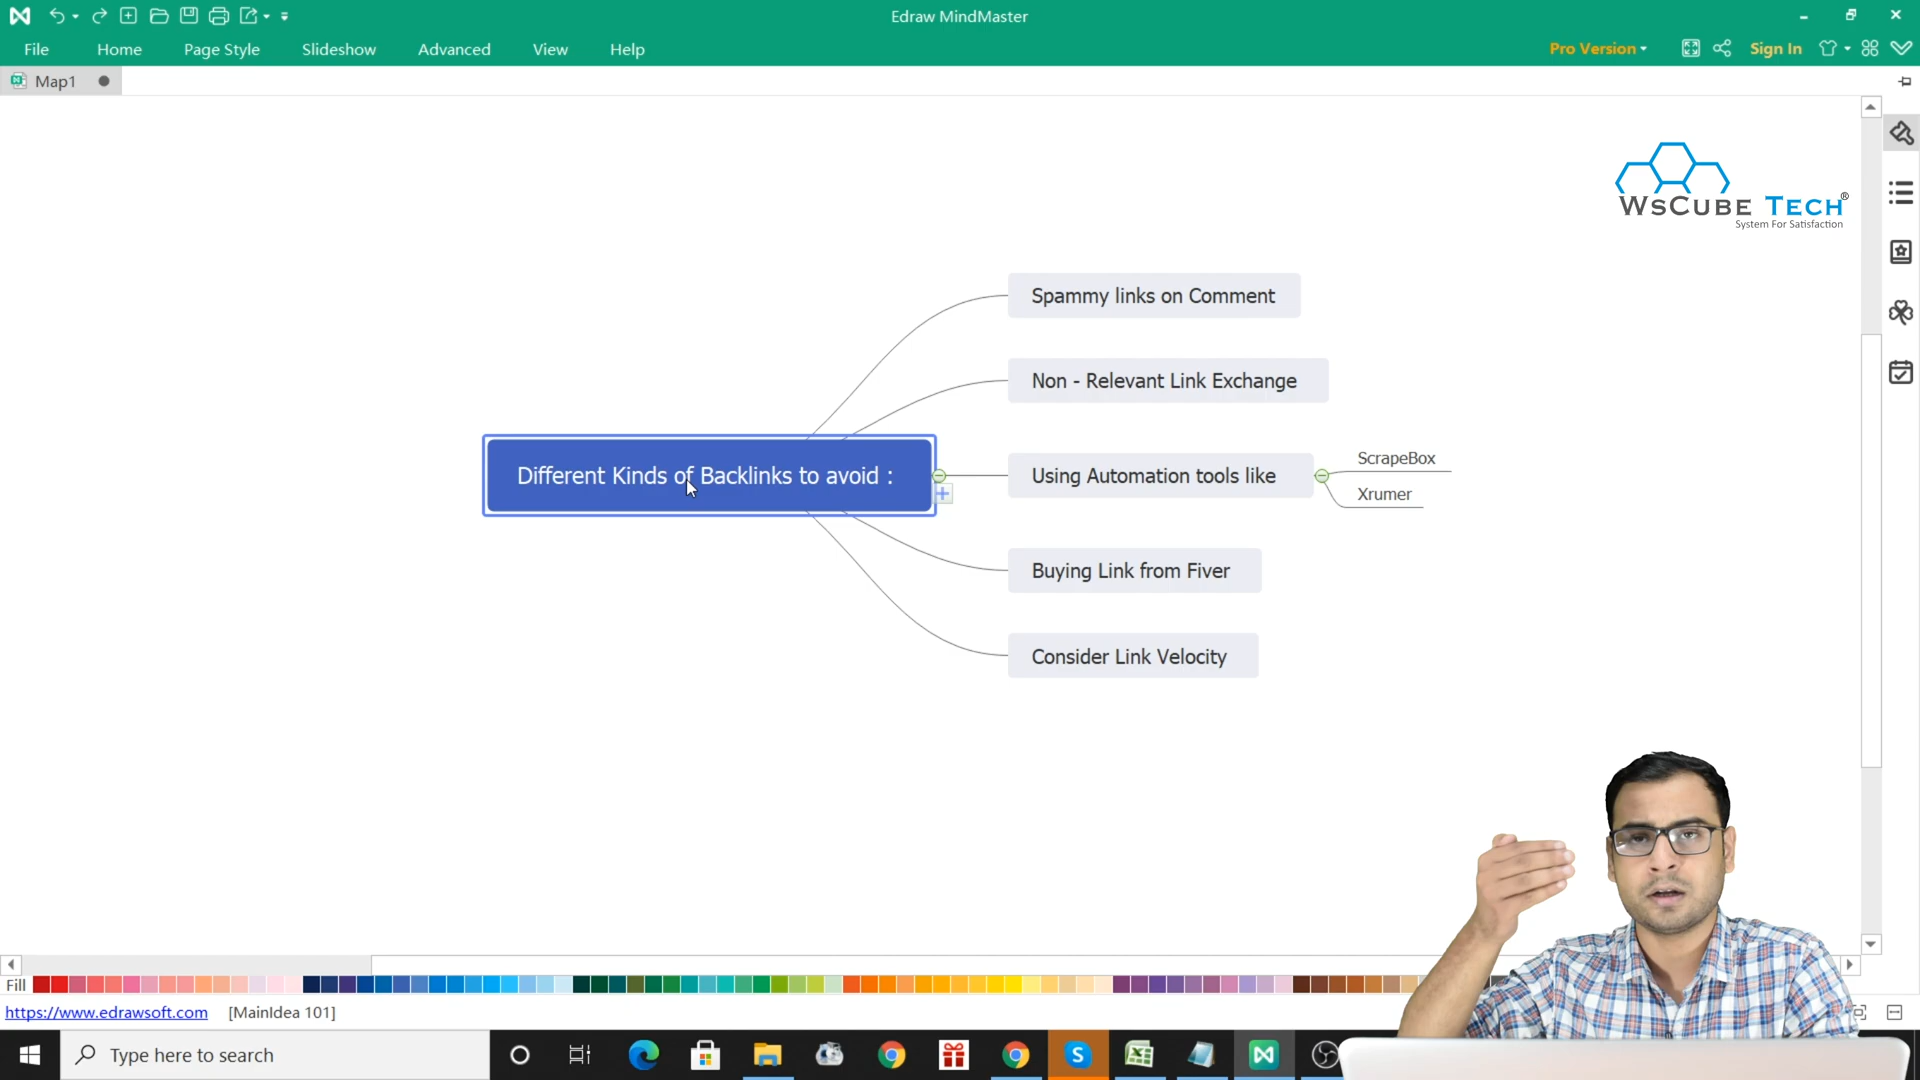 Edraw MindMaster
File Home Page Style Slideshow Advanced View Help Pro Version Sign In
Map1
WsCube Tech®
System For Satisfaction
Spammy links on Comment
Non - Relevant Link Exchange
Different Kinds of Backlinks to avoid :
Using Automation tools like
ScrapeBox
Xrumer
Buying Link from Fiver
Consider Link Velocity
Fill
https://www.edrawsoft.com [MainIdea 101]
Type here to search